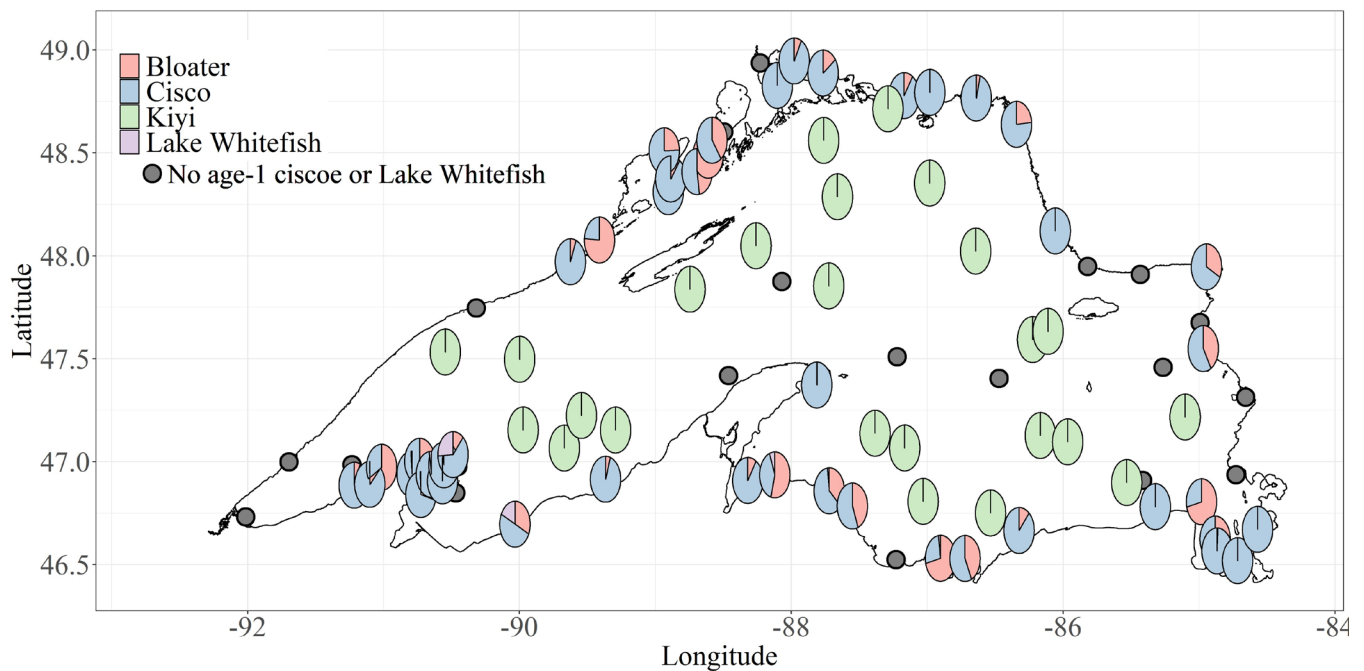 49.0
48.5
48.0
47.5
47.0
46.5
Latitude
Bloater
Cisco
Kiyi
Lake Whitefish
No age-1 ciscoe or Lake Whitefish
-92
-90
-88
-86
-84
Longitude